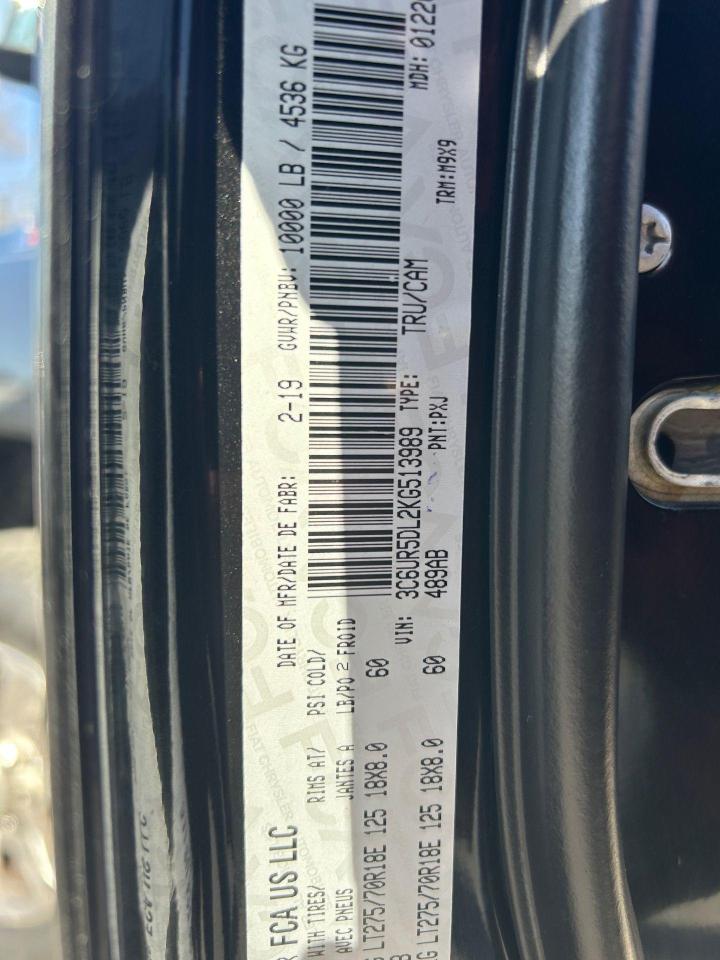 R FCA US LLC DATE OF MFR/DATE DE FABR: 2-19 GVWR/PNBV: 10000 LB / 4536 KG
WITH TIRES/ RIMS AT/ PSI COLD/
AVEC PNEUS JANTES A LB/PO 2 FROID
LT275/70R18E 125 18X8.0 60
VIN: 3C6UR5DL2KG513989 TYPE: TRU/CAM MDH: 0122
LT275/70R18E 125 18X8.0 60 489AB PNT:PXJ TRM:M9X9